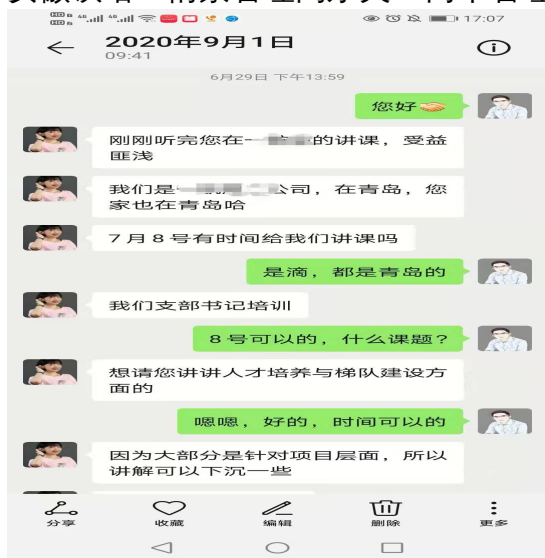 17:07
2020年9月1日
09:41
6月29日 下午13:59
您好
刚刚听完您在一 的讲课，受益
匪浅
我们是 公司，在青岛，您
家也在青岛哈
7月8号有时间给我们讲课吗
是滴，都是青岛的
我们支部书记培训
8号可以的，什么课题？
想请您讲讲人才培养与梯队建设方
面的
嗯嗯，好的，时间可以的
因为大部分是针对项目层面，所以
讲解可以下沉一些
分享 收藏 编辑 删除 更多